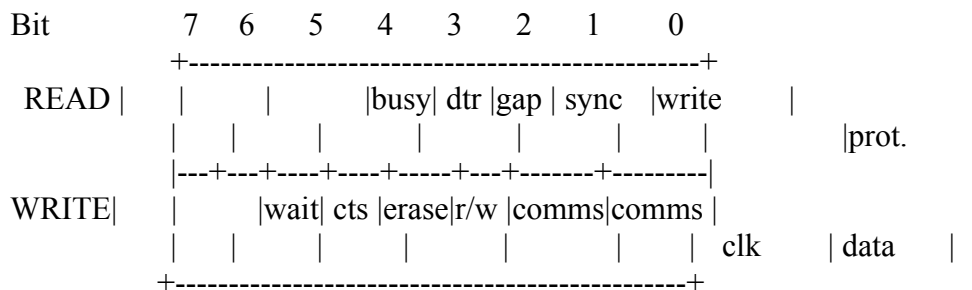 Bit 7 6 5 4 3 2 1 0
+-------------------------------------------------+
READ | | | |busy| dtr |gap | sync |write |
| | | | | | | |prot.
|---+---+----+----+-----+---+-------+---------|
WRITE| | |wait| cts |erase|r/w |comms|comms |
| | | | | | | clk | data |
+-------------------------------------------------+